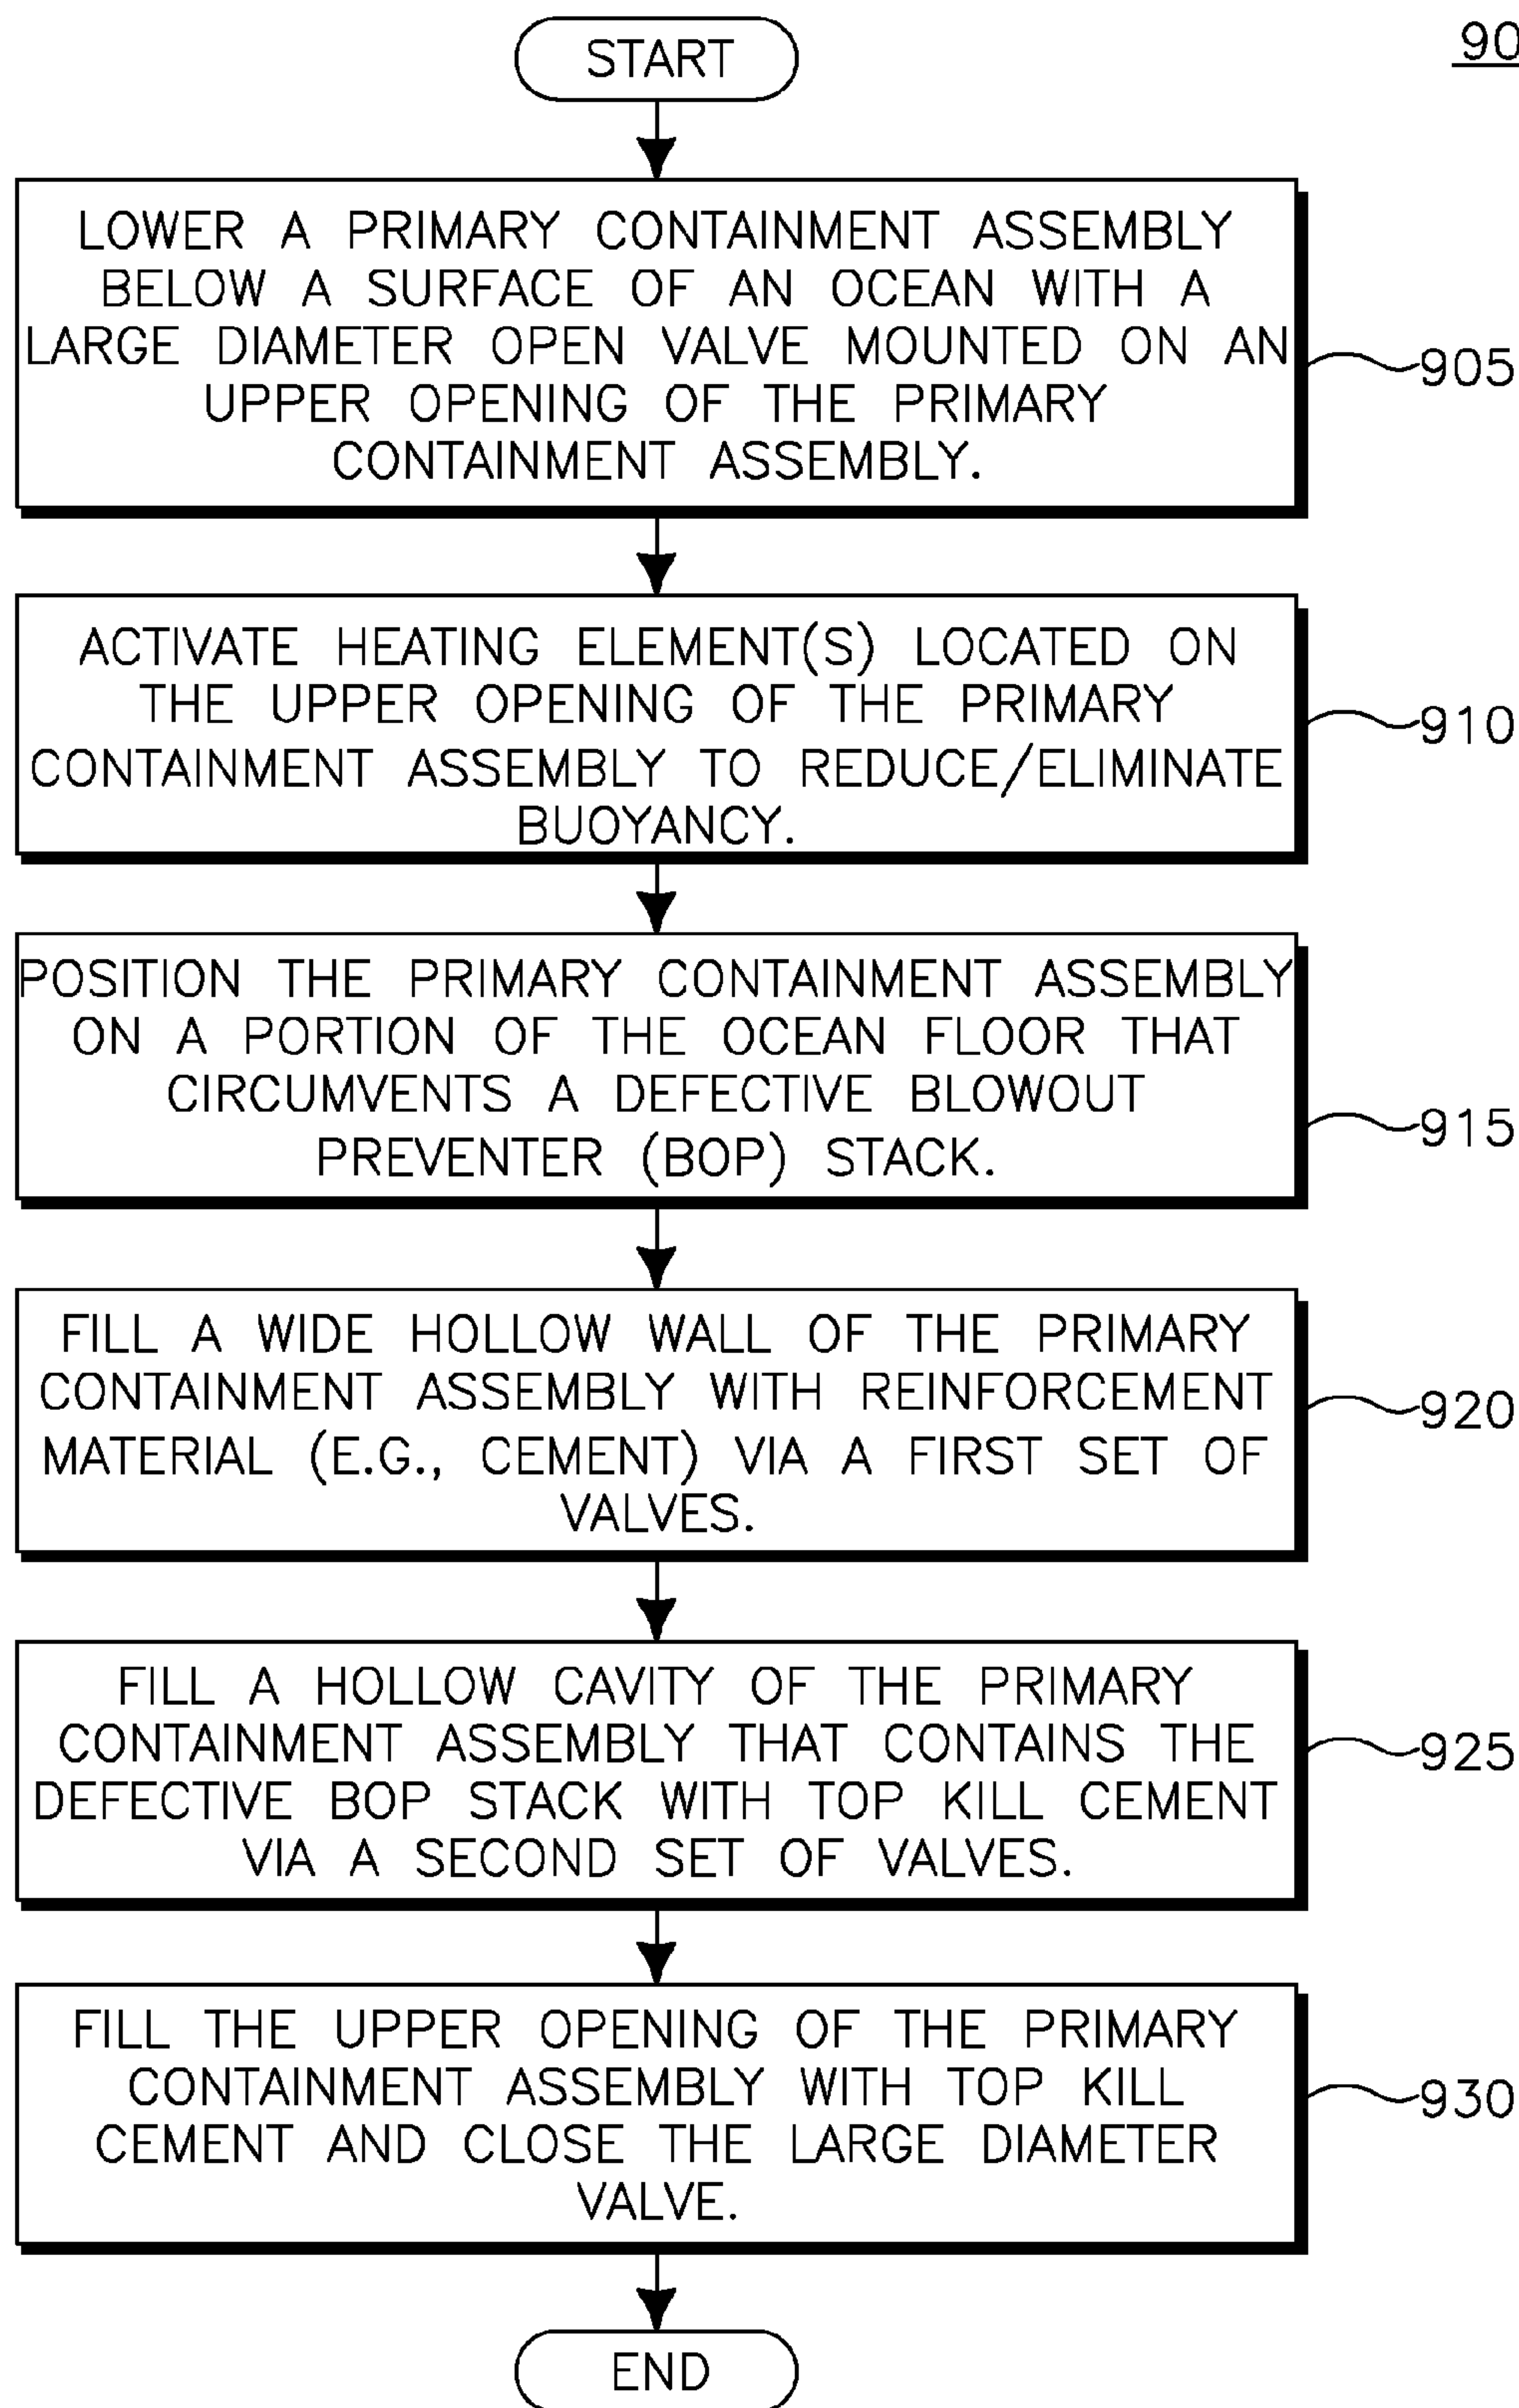 START
90
LOWER A PRIMARY CONTAINMENT ASSEMBLY
BELOW A SURFACE OF AN OCEAN WITH A
LARGE DIAMETER OPEN VALVE MOUNTED ON AN
UPPER OPENING OF THE PRIMARY
CONTAINMENT ASSEMBLY.
905
ACTIVATE HEATING ELEMENT(S) LOCATED ON
THE UPPER OPENING OF THE PRIMARY
CONTAINMENT ASSEMBLY TO REDUCE/ELIMINATE
BUOYANCY.
910
POSITION THE PRIMARY CONTAINMENT ASSEMBLY
ON A PORTION OF THE OCEAN FLOOR THAT
CIRCUMVENTS A DEFECTIVE BLOWOUT
PREVENTER (BOP) STACK.
915
FILL A WIDE HOLLOW WALL OF THE PRIMARY
CONTAINMENT ASSEMBLY WITH REINFORCEMENT
MATERIAL (E.G., CEMENT) VIA A FIRST SET OF
VALVES.
920
FILL A HOLLOW CAVITY OF THE PRIMARY
CONTAINMENT ASSEMBLY THAT CONTAINS THE
DEFECTIVE BOP STACK WITH TOP KILL CEMENT
VIA A SECOND SET OF VALVES.
925
FILL THE UPPER OPENING OF THE PRIMARY
CONTAINMENT ASSEMBLY WITH TOP KILL
CEMENT AND CLOSE THE LARGE DIAMETER
VALVE.
930
END